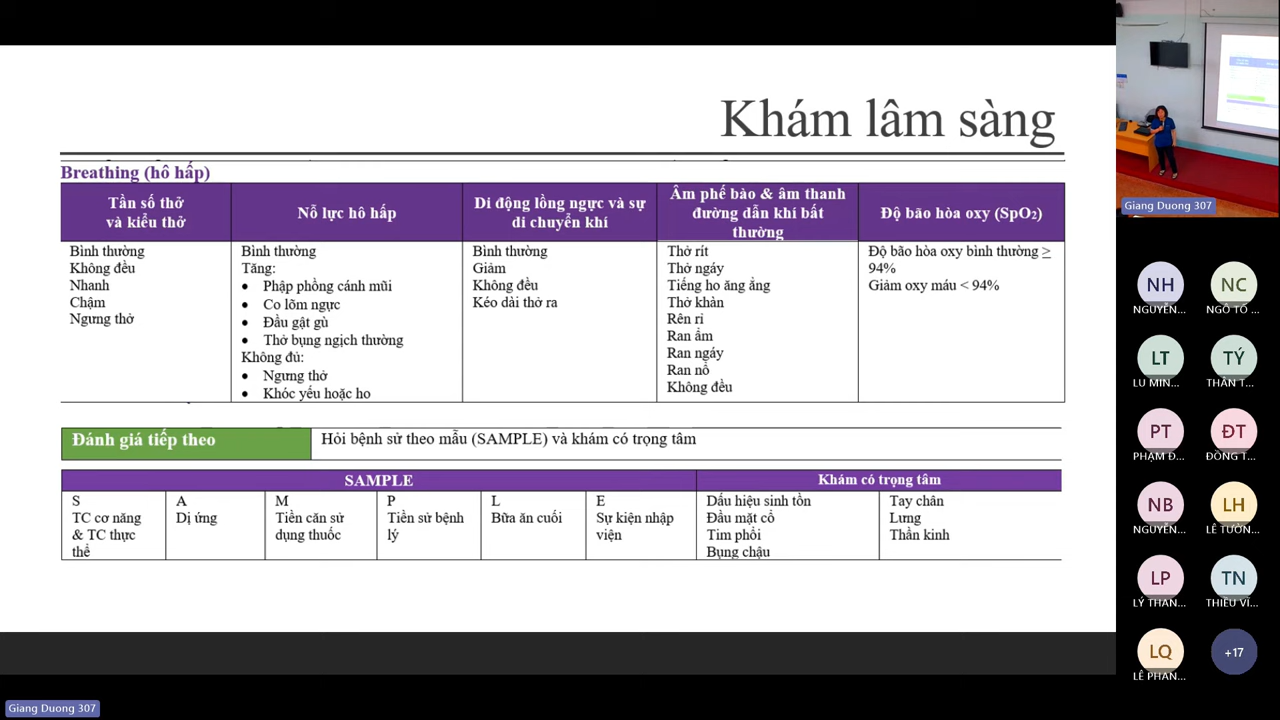 Khám lâm sàng
Breathing (hô hấp)
Tần số thở
và kiểu thở
Nỗ lực hô hấp
Di động lồng ngực và sự
di chuyển khí
Âm phế bào & âm thanh
đường dẫn khí bất
thường
Độ bão hòa oxy (SpO₂)
Bình thường
Không đều
Nhanh
Chậm
Ngưng thở
Bình thường
Tăng:
• Phập phồng cánh mũi
• Co lõm ngực
• Đầu gật gù
• Thở bụng ngịch thường
Không đủ:
• Ngưng thở
• Khóc yếu hoặc ho
Bình thường
Giảm
Không đều
Kéo dài thở ra
Thở rít
Thở ngáy
Tiếng ho ăng ẳng
Thở khàn
Rên rỉ
Ran ẩm
Ran ngáy
Ran nổ
Không đều
Độ bão hòa oxy bình thường ≥
94%
Giảm oxy máu < 94%
Đánh giá tiếp theo
Hỏi bệnh sử theo mẫu (SAMPLE) và khám có trọng tâm
SAMPLE
Khám có trọng tâm
S
TC cơ năng
& TC thực
thể
A
Dị ứng
M
Tiền căn sử
dụng thuốc
P
Tiền sử bệnh
lý
L
Bữa ăn cuối
E
Sự kiện nhập
viện
Dấu hiệu sinh tồn
Đầu mặt cổ
Tim phổi
Bụng chậu
Tay chân
Lưng
Thần kinh
Giang Duong 307
NH
NGUYỄN...
NC
NGÔ TỐ ...
LT
LU MIN...
TÝ
THÂN T...
PT
PHẠM Đ...
ĐT
ĐỒNG T...
NB
NGUYỄN...
LH
LÊ TƯỜN...
LP
LÝ THAN...
TN
THIỀU VĨ...
LQ
LÊ PHAN...
+17
Giang Duong 307